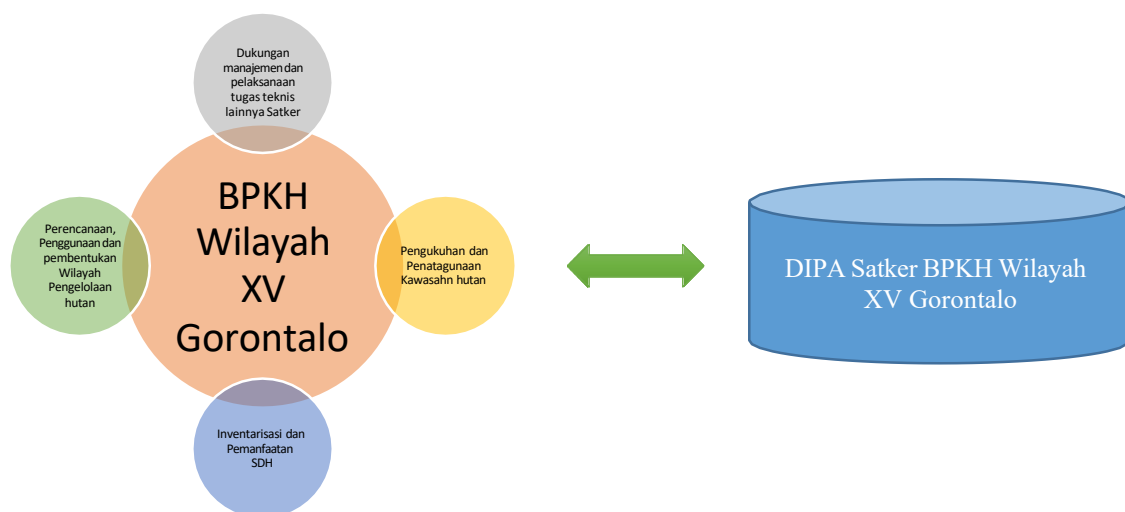 Dukungan
manajemen dan
pelaksanaan
tugas teknis
lainnya Satker
BPKH
Wilayah
XV
Gorontalo
Perencanaan,
Penggunaan dan
pembentukan
Wilayah
Pengelolaan
hutan
Pengukuhan dan
Penatagunaan
Kawasahn hutan
Inventarisasi dan
Pemanfaatan
SDH
DIPA Satker BPKH Wilayah
XV Gorontalo